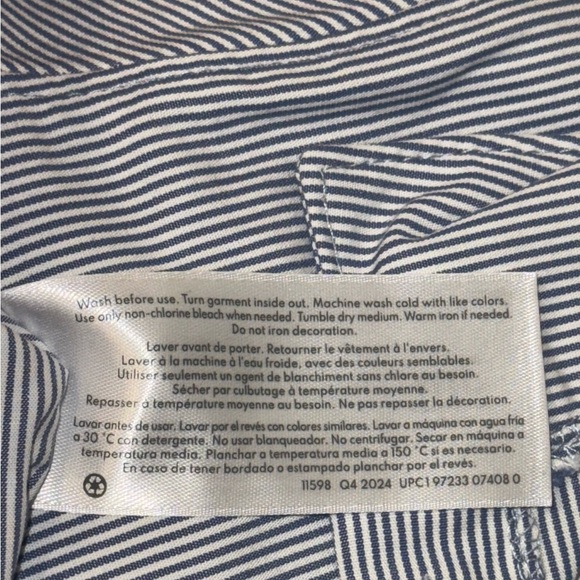 Wash before use. Turn garment inside out. Machine wash cold with like colors.
Use only non-chlorine bleach when needed. Tumble dry medium. Warm iron if needed.
Do not iron decoration.
Laver avant de porter. Retourner le vêtement à l'envers.
Laver à la machine à l'eau froide, avec des couleurs semblables.
Utiliser seulement un agent de blanchiment sans chlore au besoin.
Sécher par culbutage à température moyenne.
Repasser à température moyenne au besoin. Ne pas repasser la décoration.
Lavar antes de usar. Lavar por el revés con colores similares. Lavar a máquina con agua fría
a 30 °C con detergente. No usar blanqueador. No centrifugar. Secar en máquina a
temperatura media. Planchar a temperatura media a 150 °C si es necesario.
En caso de tener bordado o estampado planchar por el revés.
11598 Q4 2024 UPC 1 97233 07408 0